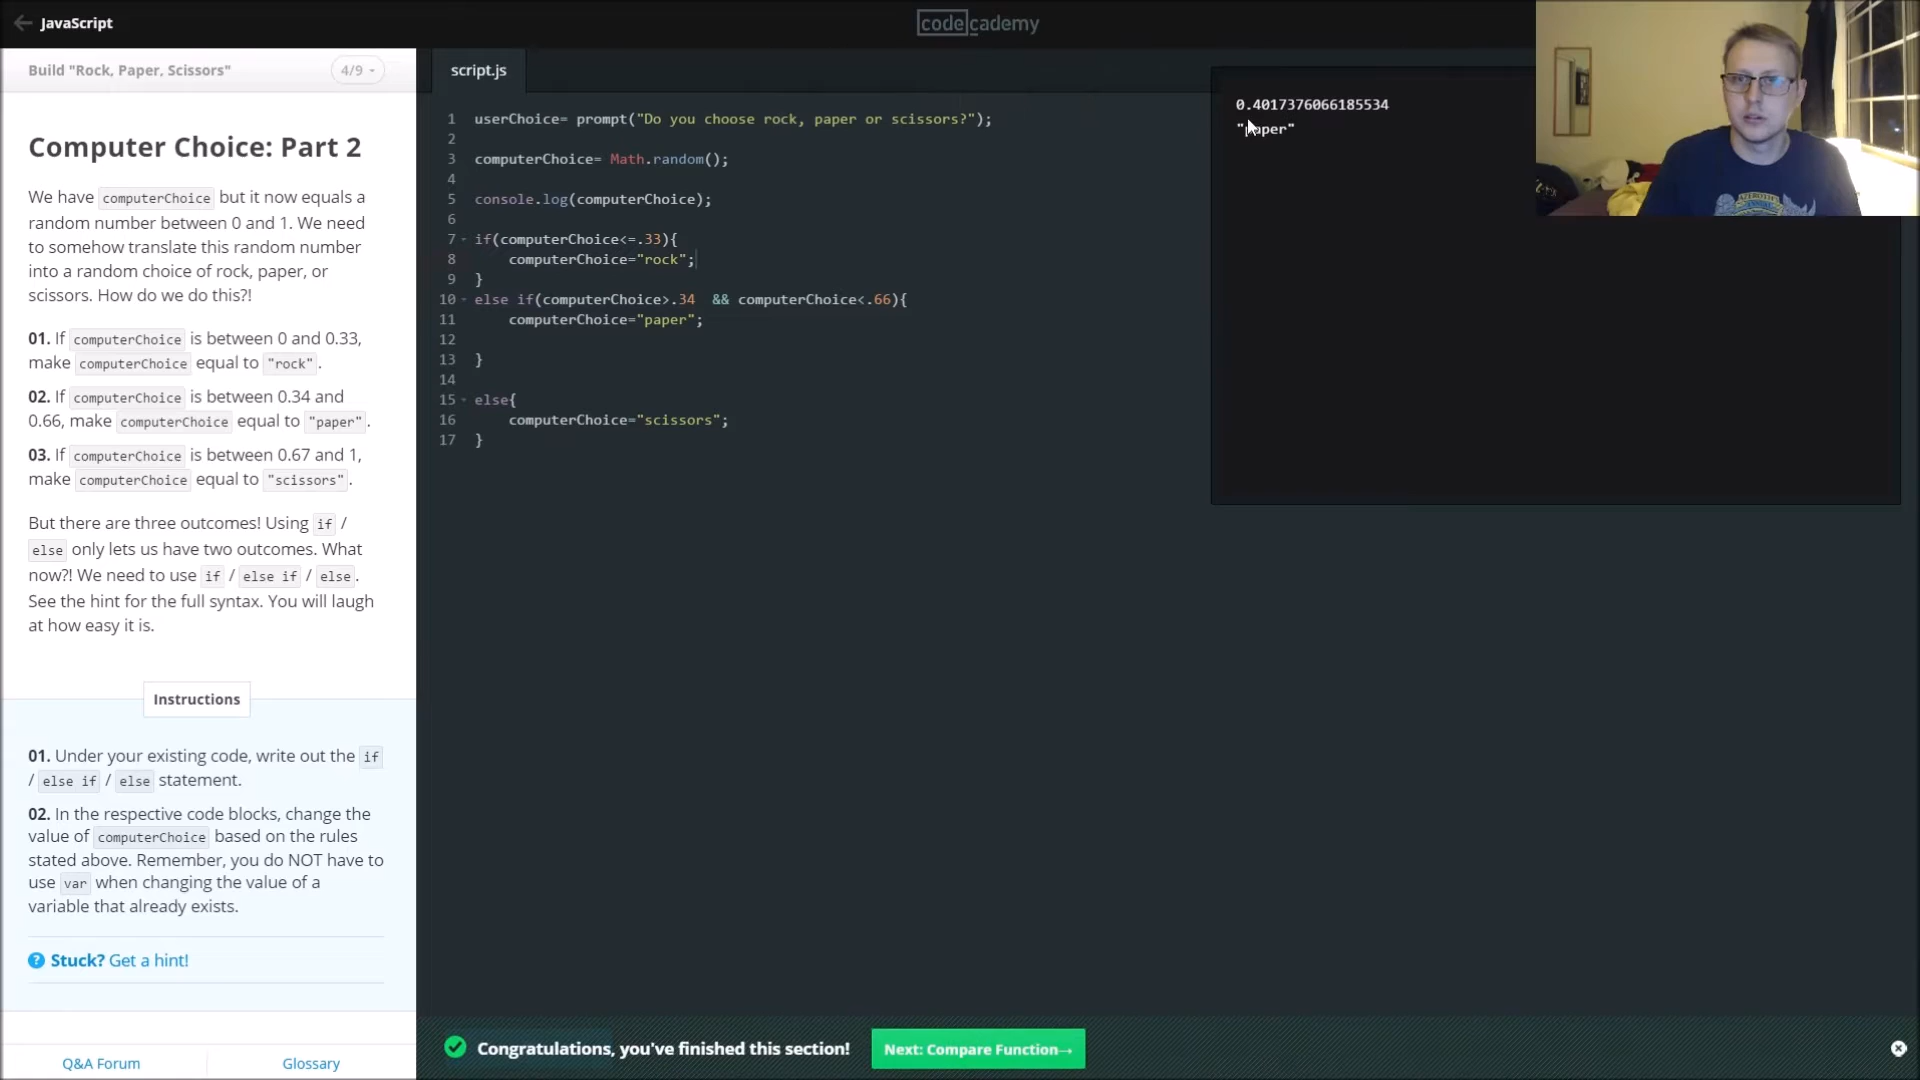 JavaScript
codecademy
Build "Rock, Paper, Scissors"
4/9
script.js
Computer Choice: Part 2
We have computerChoice but it now equals a
random number between 0 and 1. We need
to somehow translate this random number
into a random choice of rock, paper, or
scissors. How do we do this?!
01. If computerChoice is between 0 and 0.33,
make computerChoice equal to "rock".
02. If computerChoice is between 0.34 and
0.66, make computerChoice equal to "paper".
03. If computerChoice is between 0.67 and 1,
make computerChoice equal to "scissors".
But there are three outcomes! Using if /
else only lets us have two outcomes. What
now?! We need to use if / else if / else.
See the hint for the full syntax. You will laugh
at how easy it is.
Instructions
01. Under your existing code, write out the if
/ else if / else statement.
02. In the respective code blocks, change the
value of computerChoice based on the rules
stated above. Remember, you do NOT have to
use var when changing the value of a
variable that already exists.
? Stuck? Get a hint!
Q&A Forum
Glossary
1 userChoice= prompt("Do you choose rock, paper or scissors?");
2
3 computerChoice= Math.random();
4
5 console.log(computerChoice);
6
7 if(computerChoice<=.33){
8     computerChoice="rock";
9 }
10 else if(computerChoice>.34  && computerChoice<.66){
11     computerChoice="paper";
12
13 }
14
15 else{
16     computerChoice="scissors";
17 }
0.4017376066185534
"paper"
Congratulations, you've finished this section!
Next: Compare Function→